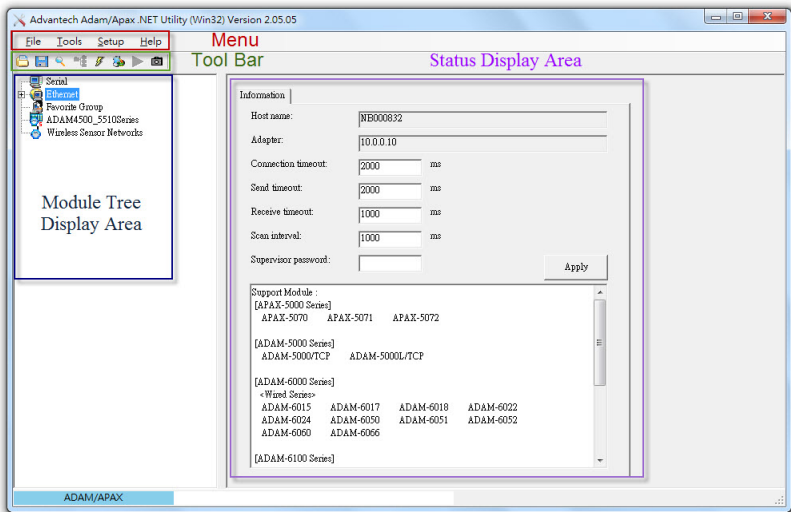 Advantech Adam/Apax .NET Utility (Win32) Version 2.05.05
File Tools Setup Help Menu
Tool Bar
Status Display Area
Serial
Ethernet
Favorite Group
ADAM4500_5510Series
Wireless Sensor Networks
Module Tree
Display Area
Information
Host name: NB000832
Adapter: 10.0.0.10
Connection timeout: 2000 ms
Send timeout: 2000 ms
Receive timeout: 1000 ms
Scan interval: 1000 ms
Supervisor password:
Apply
Support Module :
[APAX-5000 Series]
APAX-5070 APAX-5071 APAX-5072
[ADAM-5000 Series]
ADAM-5000/TCP ADAM-5000L/TCP
[ADAM-6000 Series]
<Wired Series>
ADAM-6015 ADAM-6017 ADAM-6018 ADAM-6022
ADAM-6024 ADAM-6050 ADAM-6051 ADAM-6052
ADAM-6060 ADAM-6066
[ADAM-6100 Series]
ADAM/APAX